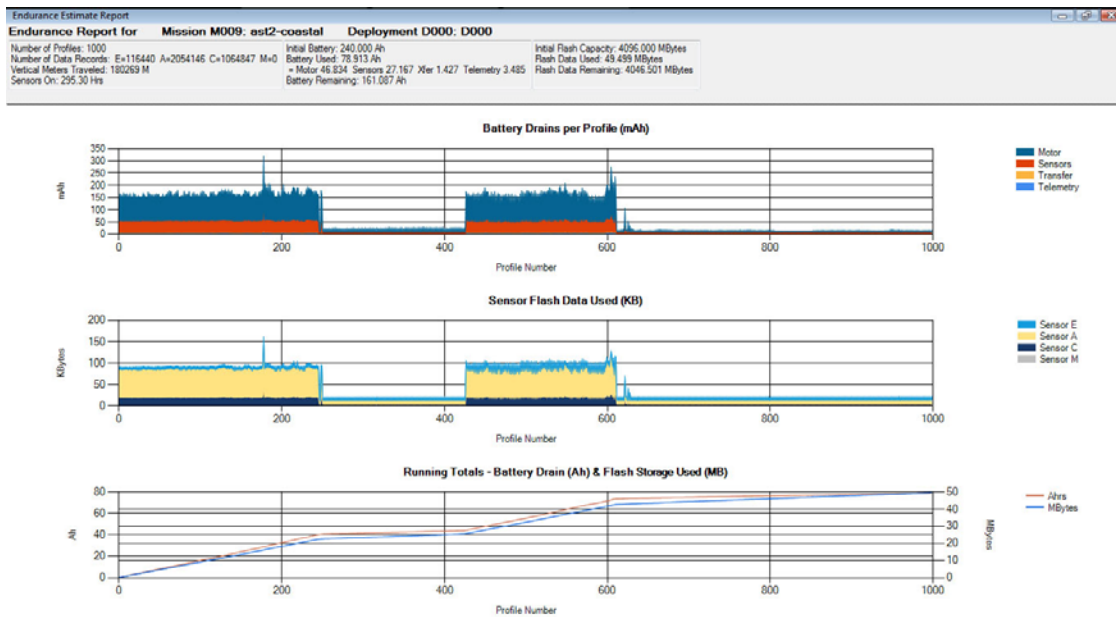 Endurance Estimate Report
Endurance Report for Mission M009: ast2-coastal Deployment D000: D000
Number of Profiles: 1000
Number of Data Records: E=116440 A=2054146 C=1064847 M=0
Vertical Meters Traveled: 180269 M
Sensors On: 295.30 Hrs
Initial Battery: 240.000 Ah
Battery Used: 78.913 Ah
= Motor 46.834 Sensors 27.167 Xfer 1.427 Telemetry 3.485
Battery Remaining: 161.087 Ah
Initial Flash Capacity: 4096.000 MBytes
Flash Data Used: 49.499 MBytes
Flash Data Remaining: 4046.501 MBytes
Battery Drains per Profile (mAh)
350
300
250
200
150
100
50
0
mAh
0 200 400 600 800 1000
Profile Number
Motor
Sensors
Transfer
Telemetry
Sensor Flash Data Used (KB)
200
150
100
50
0
KBytes
0 200 400 600 800 1000
Profile Number
Sensor E
Sensor A
Sensor C
Sensor M
Running Totals - Battery Drain (Ah) & Flash Storage Used (MB)
80
60
40
20
0
Ah
50
40
30
20
10
0
MBytes
0 200 400 600 800 1000
Profile Number
Ahrs
MBytes